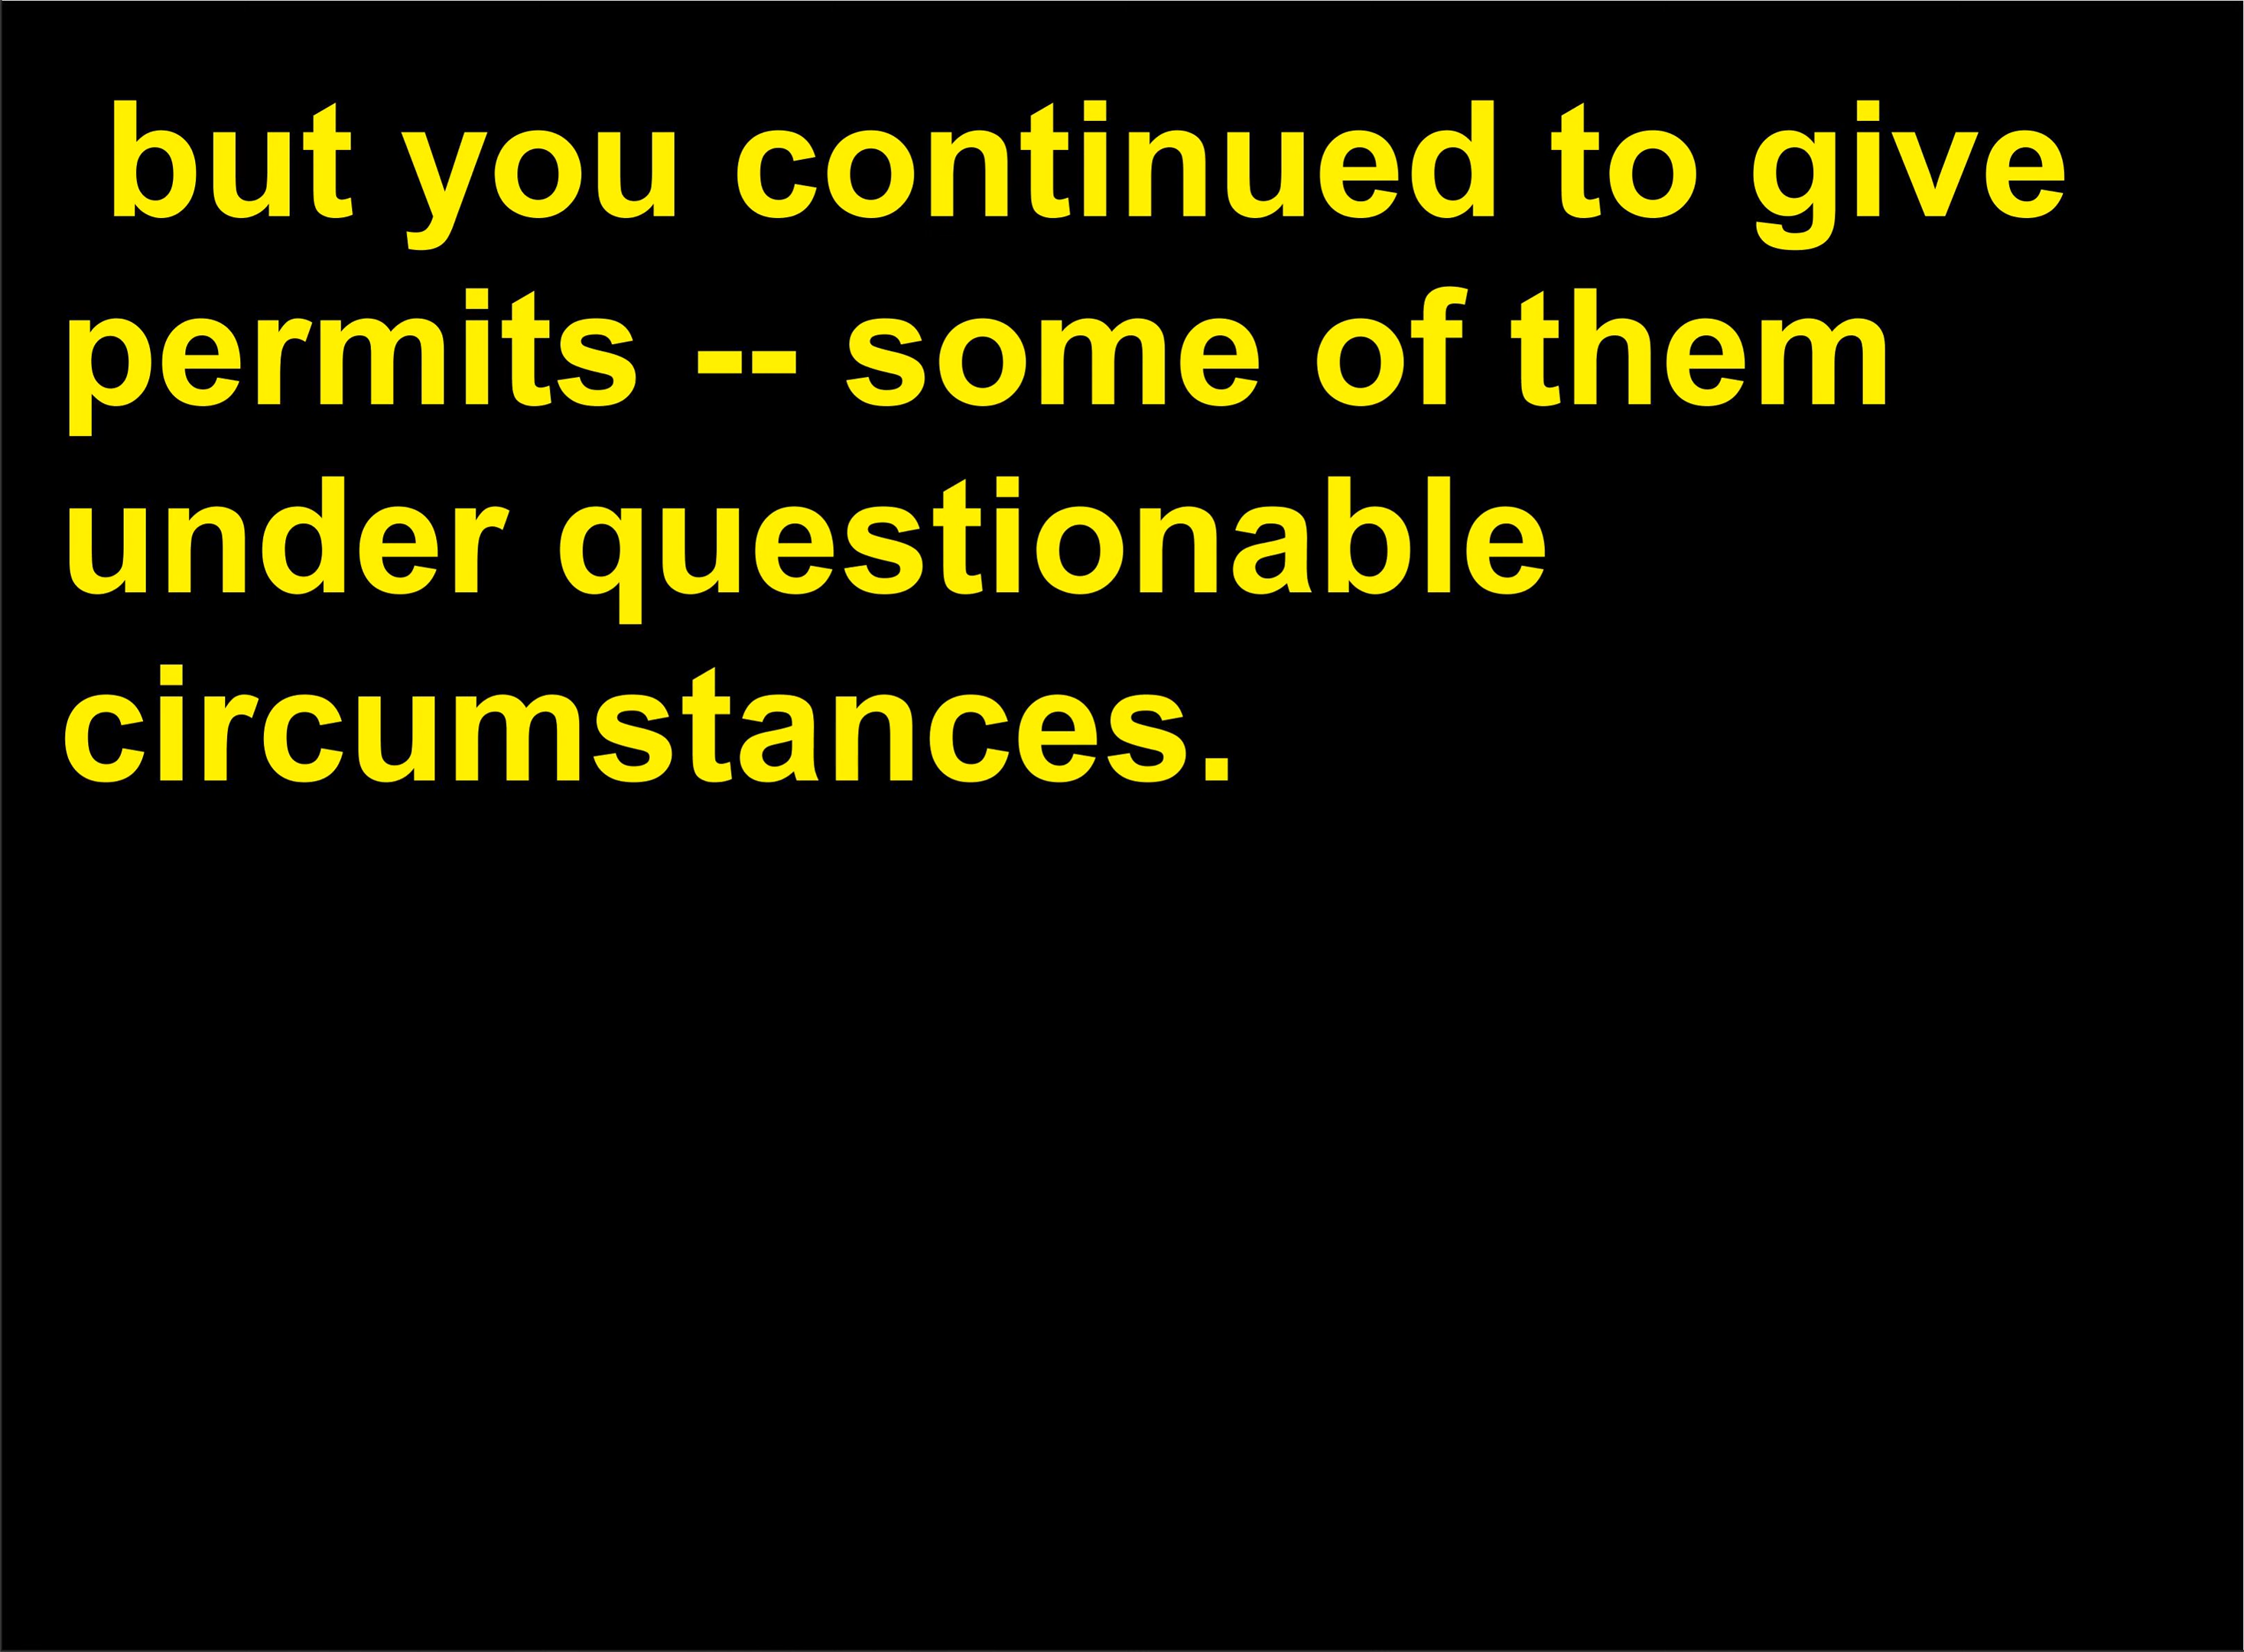 but you continued to give
permits -- some of them
under questionable
circumstances.